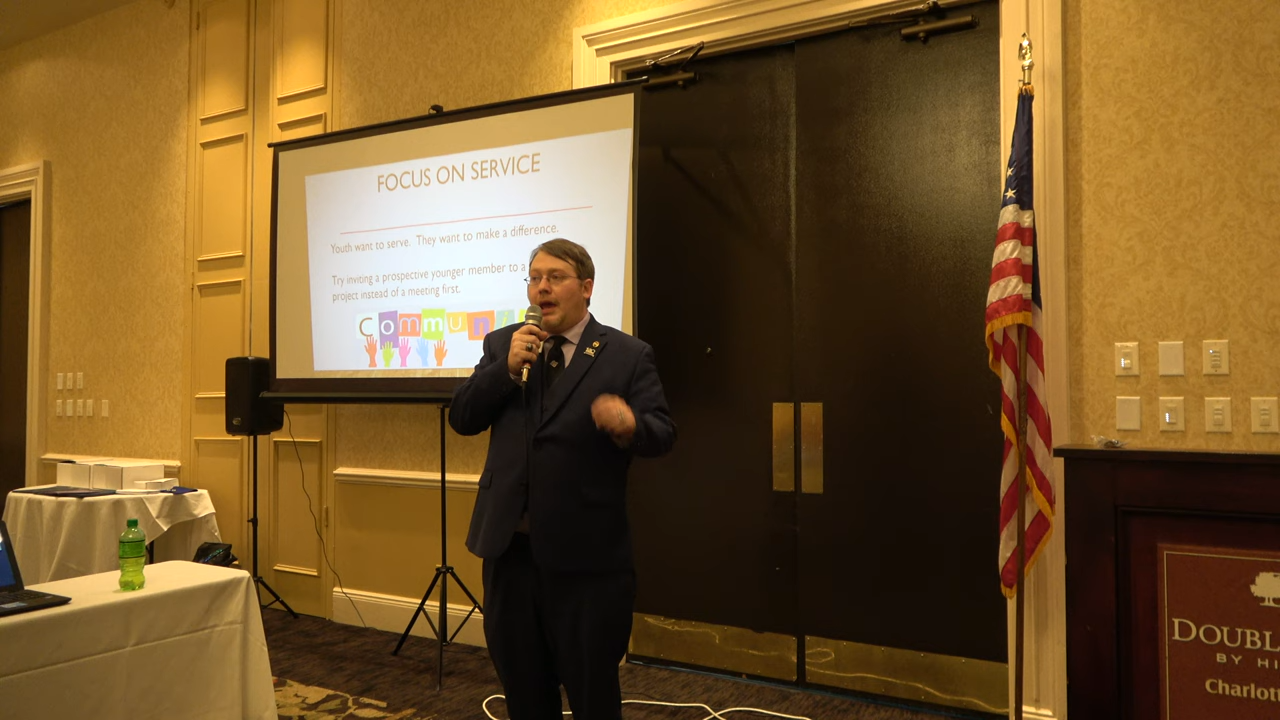 FOCUS ON SERVICE
Youth want to serve. They want to make a difference.
Try inviting a prospective younger member to a
project instead of a meeting first.
Communi
DOUBL
BY HI
Charlott